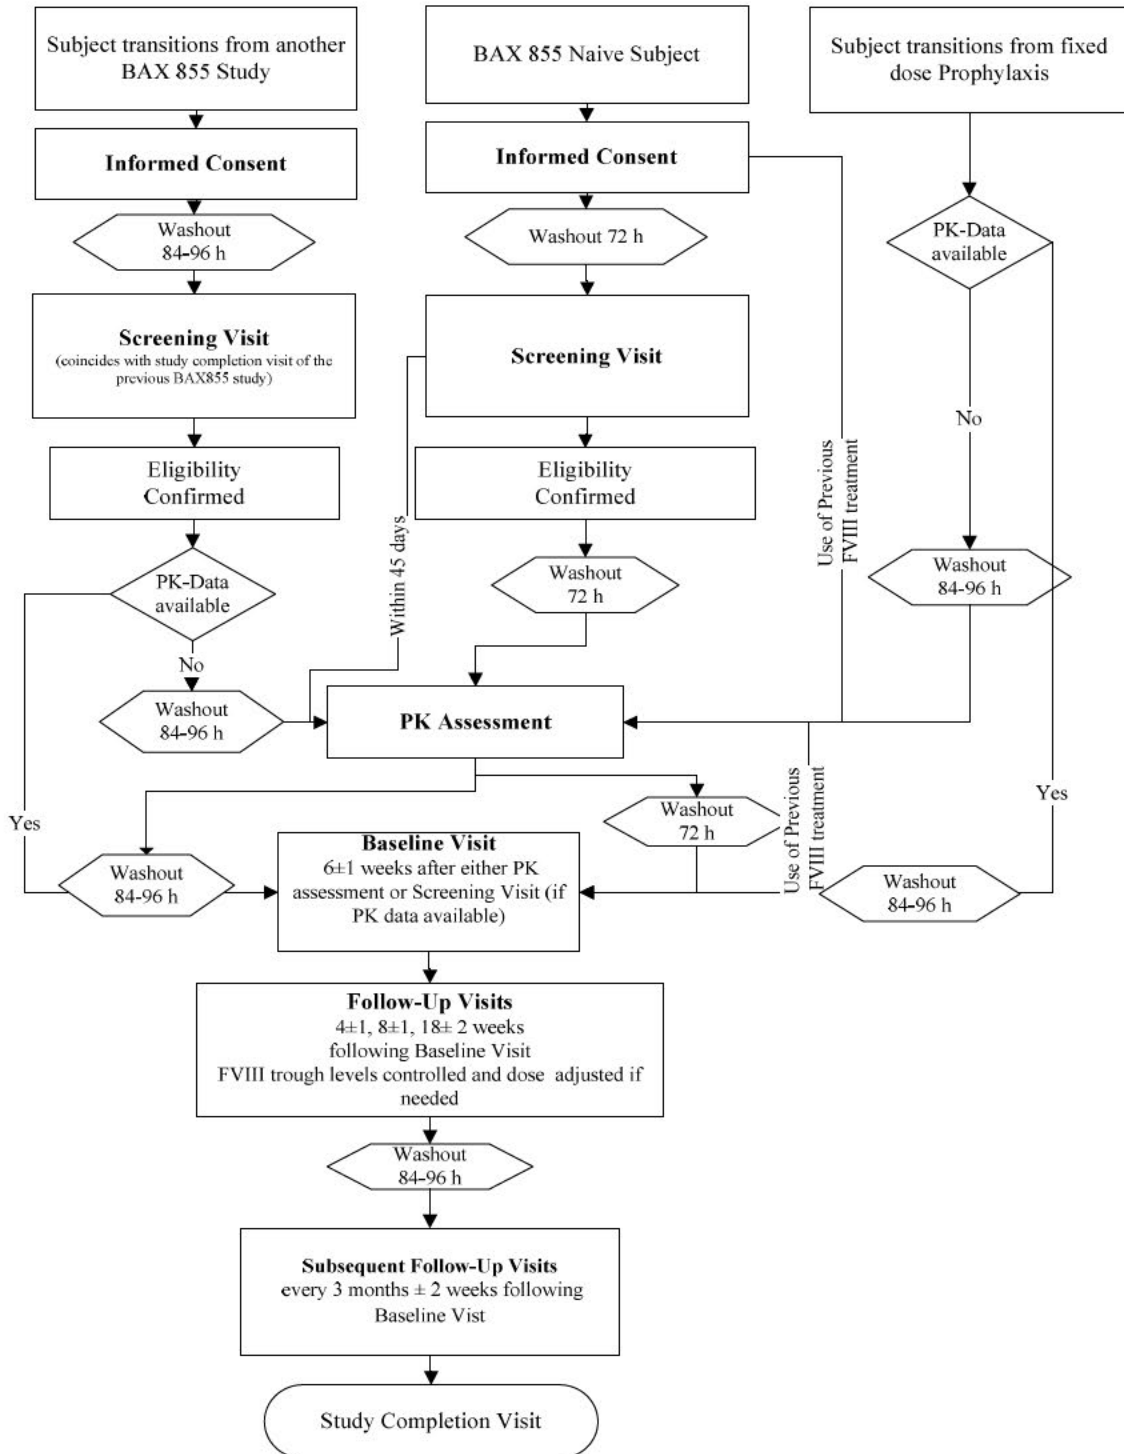 Subject transitions from another
BAX 855 Study
BAX 855 Naive Subject
Subject transitions from fixed
dose Prophylaxis
Informed Consent
Informed Consent
Washout
84-96 h
Washout 72 h
PK-Data
available
Screening Visit
(coincides with study completion visit of the
previous BAX855 study)
Screening Visit
No
Eligibility
Confirmed
Eligibility
Confirmed
Use of Previous
FVIII treatment
Within 45 days
PK-Data
available
Washout
72 h
Washout
84-96 h
No
Washout
84-96 h
PK Assessment
Yes
Washout
72 h
Use of Previous
FVIII treatment
Yes
Washout
84-96 h
Baseline Visit
6±1 weeks after either PK
assessment or Screening Visit (if
PK data available)
Washout
84-96 h
Follow-Up Visits
4±1, 8±1, 18± 2 weeks
following Baseline Visit
FVIII trough levels controlled and dose adjusted if
needed
Washout
84-96 h
Subsequent Follow-Up Visits
every 3 months ± 2 weeks following
Baseline Vist
Study Completion Visit